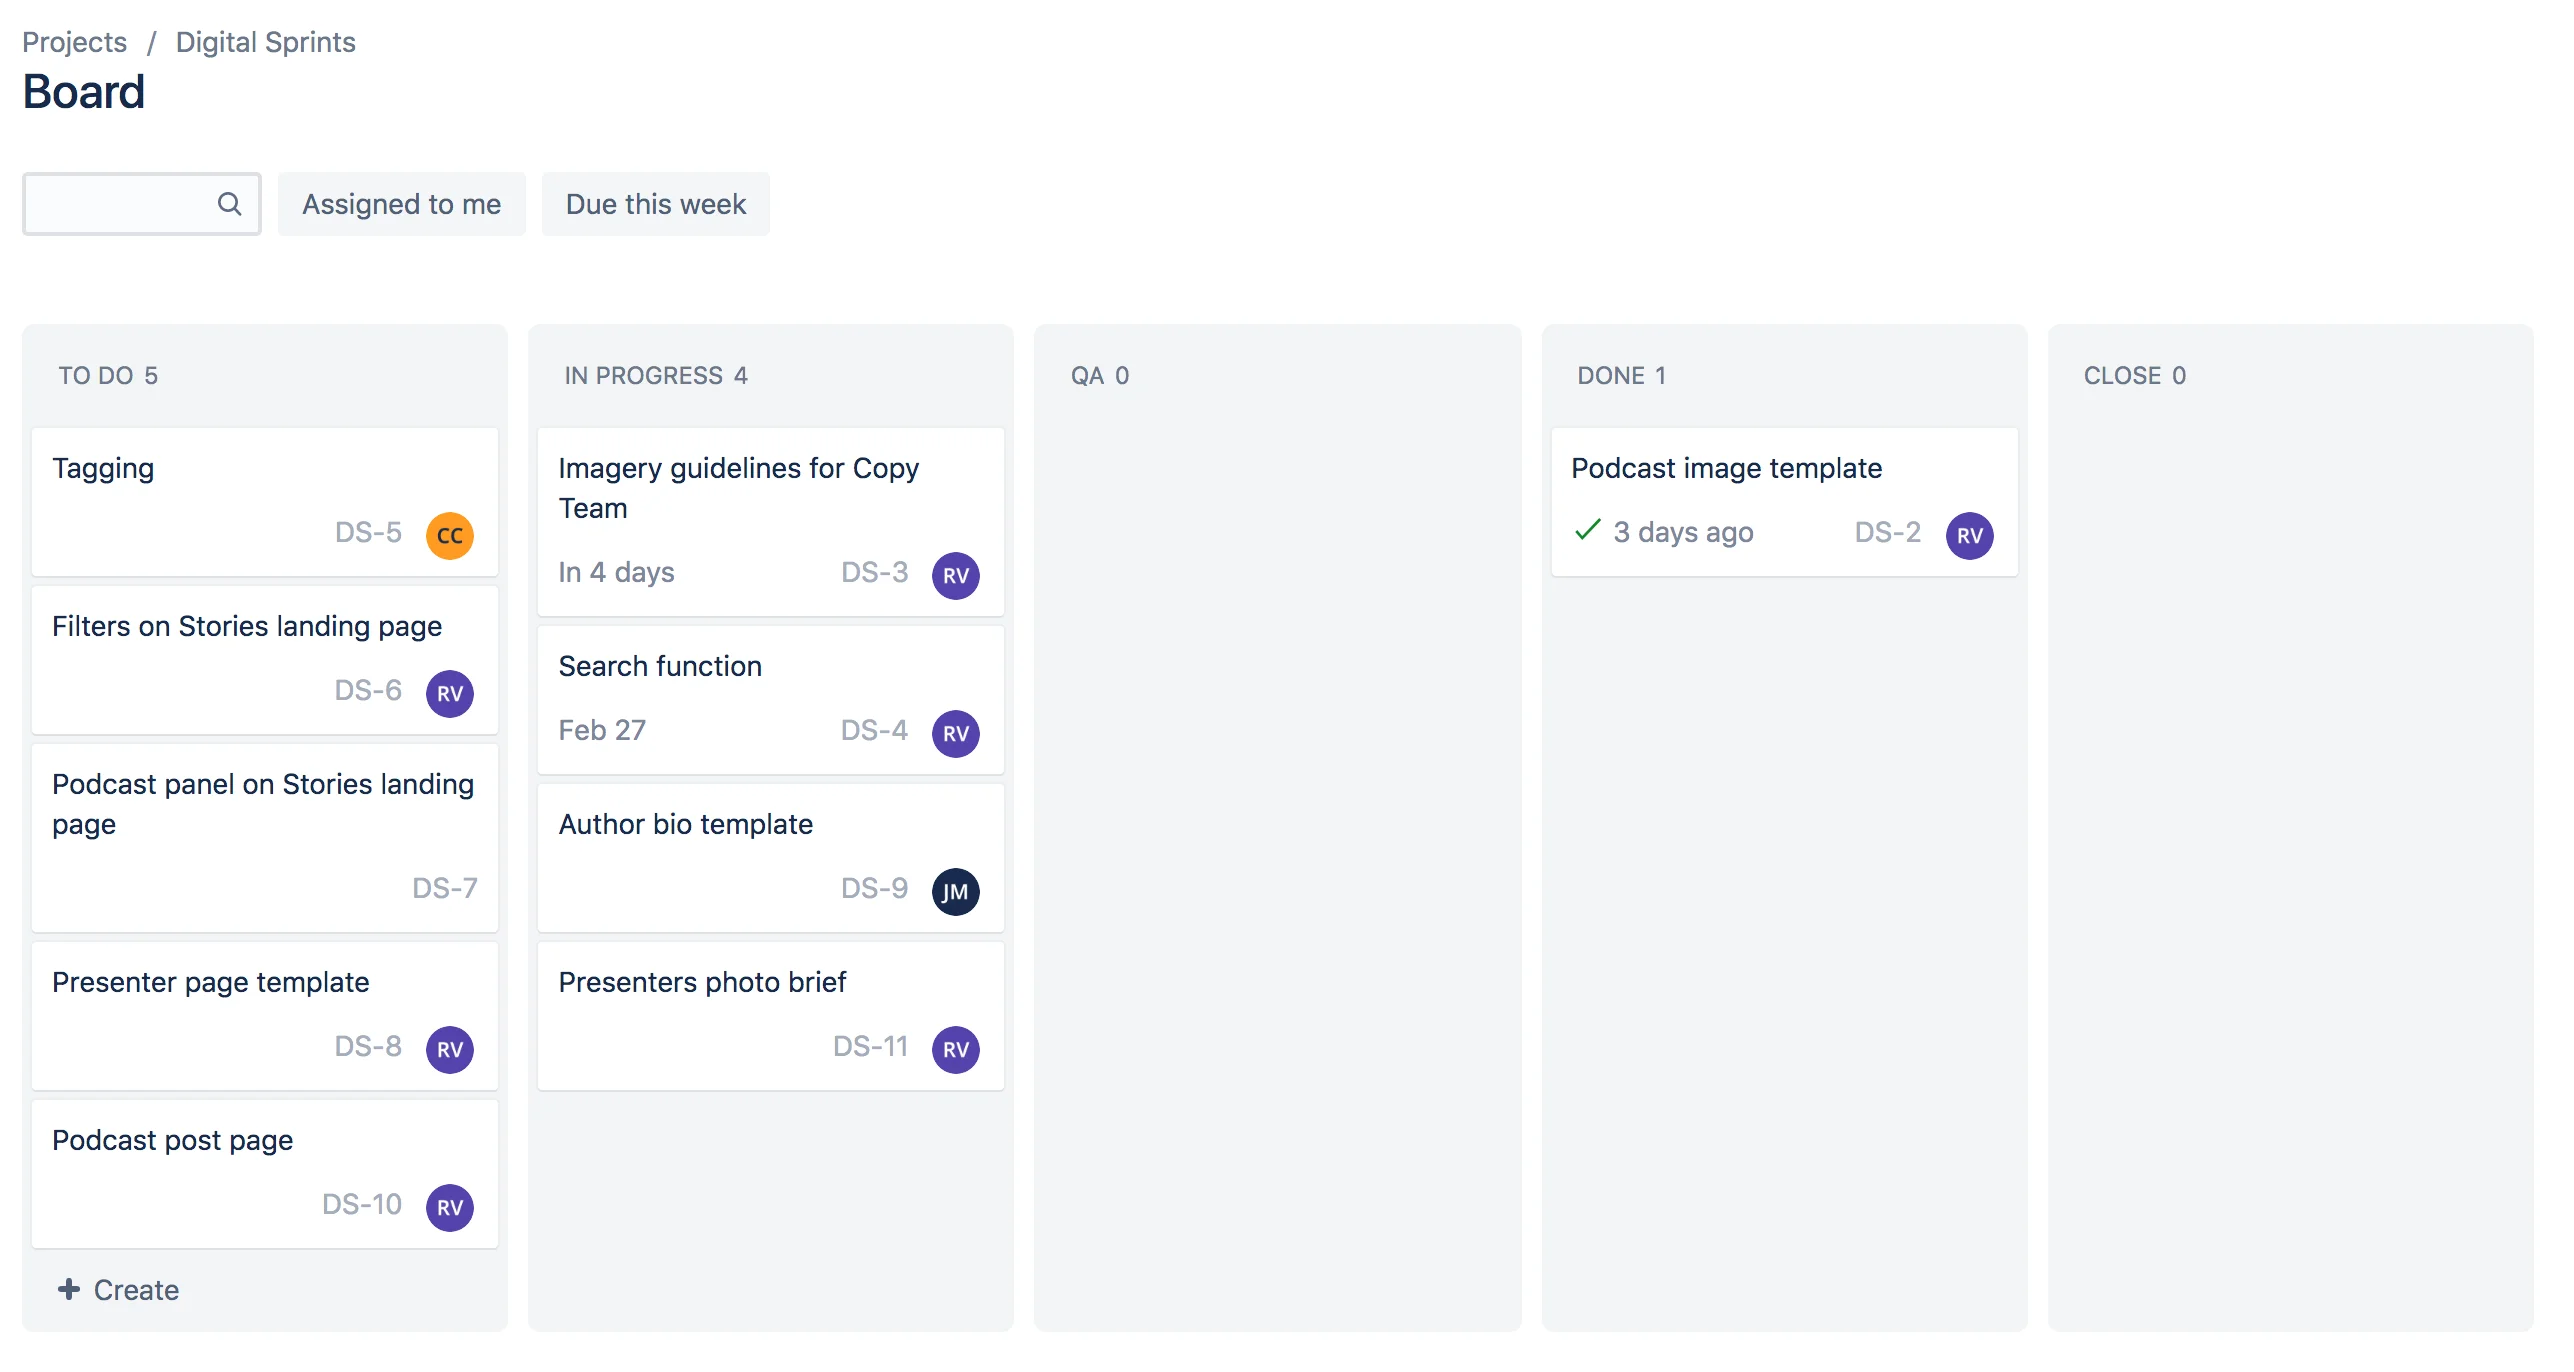 Projects / Digital Sprints
Board
Assigned to me
Due this week
TO DO 5
Tagging
DS-5 CC
Filters on Stories landing page
DS-6 RV
Podcast panel on Stories landing
page
DS-7
Presenter page template
DS-8 RV
Podcast post page
DS-10 RV
+ Create
IN PROGRESS 4
Imagery guidelines for Copy
Team
In 4 days DS-3 RV
Search function
Feb 27 DS-4 RV
Author bio template
DS-9 JM
Presenters photo brief
DS-11 RV
QA 0
DONE 1
Podcast image template
3 days ago DS-2 RV
CLOSE 0